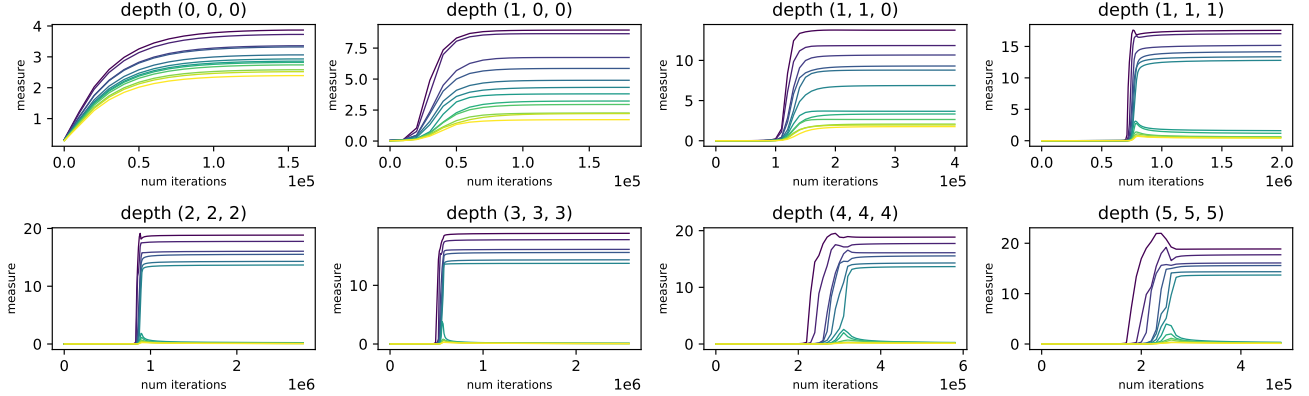 depth (0, 0, 0)
measure
4
3
2
1
0.0 0.5 1.0 1.5
num iterations
1e5
depth (1, 0, 0)
measure
7.5
5.0
2.5
0.0
0.0 0.5 1.0 1.5
num iterations
1e5
depth (1, 1, 0)
measure
10
5
0
0 1 2 3 4
num iterations
1e5
depth (1, 1, 1)
measure
15
10
5
0
0.0 0.5 1.0 1.5 2.0
num iterations
1e6
depth (2, 2, 2)
measure
20
10
0
0 1 2
num iterations
1e6
depth (3, 3, 3)
measure
10
0
0 1 2
num iterations
1e6
depth (4, 4, 4)
measure
20
10
0
0 2 4 6
num iterations
1e5
depth (5, 5, 5)
measure
20
10
0
0 2 4
num iterations
1e5